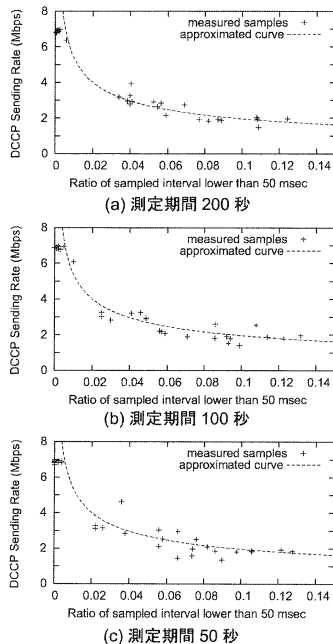 8
6
4
2
0
DCCP Sending Rate (Mbps)
measured samples +
approximated curve -----
0 0.02 0.04 0.06 0.08 0.1 0.12 0.14
Ratio of sampled interval lower than 50 msec
(a) 測定期間 200 秒
8
6
4
2
0
DCCP Sending Rate (Mbps)
measured samples +
approximated curve -----
0 0.02 0.04 0.06 0.08 0.1 0.12 0.14
Ratio of sampled interval lower than 50 msec
(b) 測定期間 100 秒
8
6
4
2
0
DCCP Sending Rate (Mbps)
measured samples +
approximated curve -----
0 0.02 0.04 0.06 0.08 0.1 0.12 0.14
Ratio of sampled interval lower than 50 msec
(c) 測定期間 50 秒